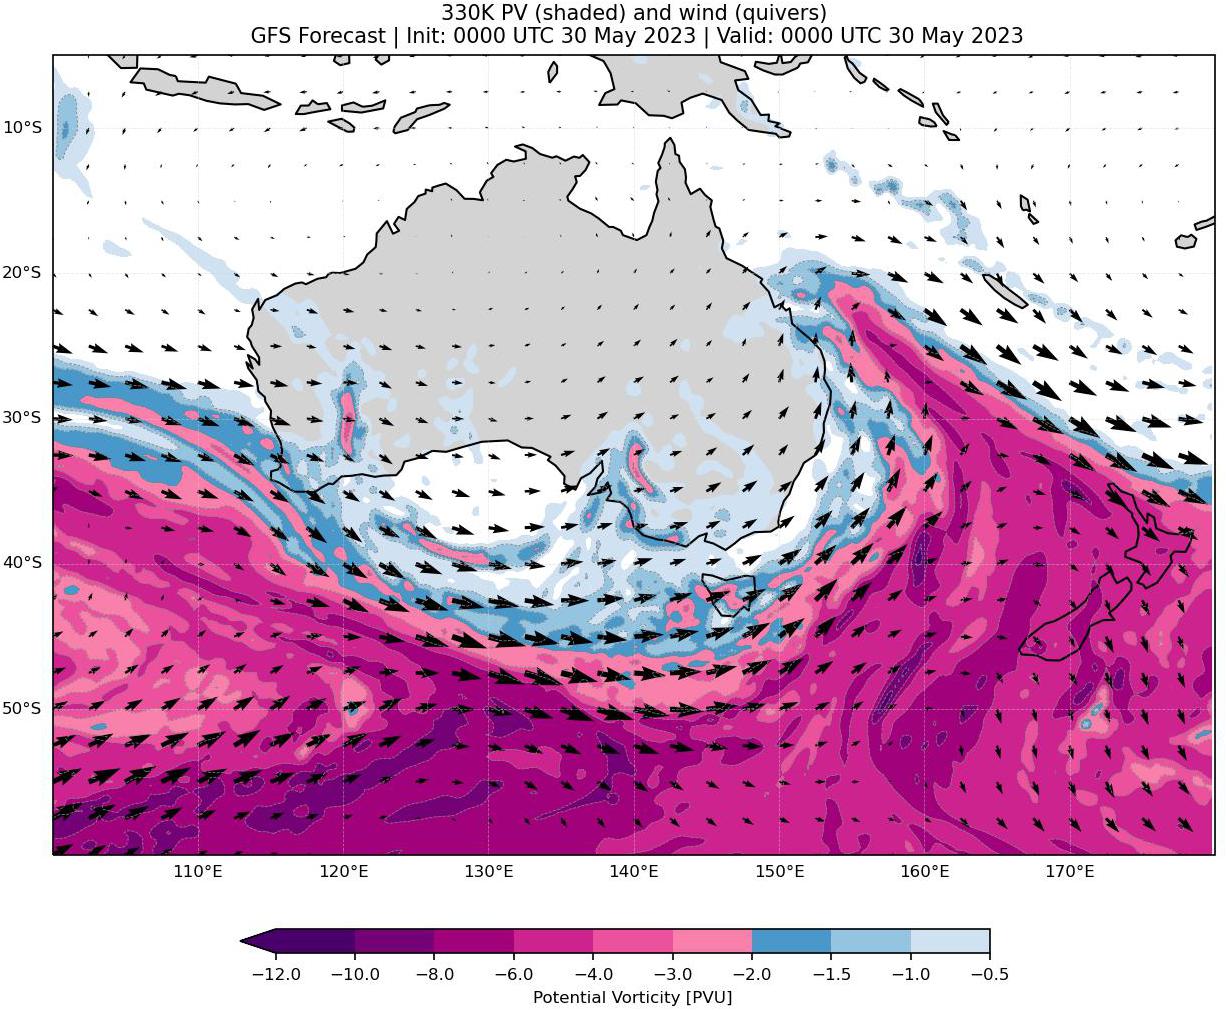 330K PV (shaded) and wind (quivers)
GFS Forecast | Init: 0000 UTC 30 May 2023 | Valid: 0000 UTC 30 May 2023
10°S
20°S
30°S
40°S
50°S
110°E 120°E 130°E 140°E 150°E 160°E 170°E
−12.0 −10.0 −8.0 −6.0 −4.0 −3.0 −2.0 −1.5 −1.0 −0.5
Potential Vorticity [PVU]